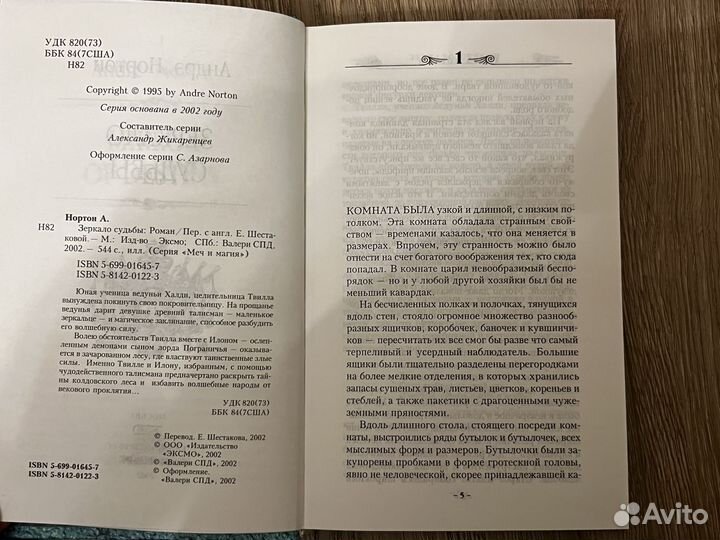 УДК 820(73)
ББК 84(7США)
Н82
Copyright © 1995 by Andre Norton
Серия основана в 2002 году
Составитель серии
Александр Жикаренцев
Оформление серии С. Азарнова
Нортон А.
Н82 Зеркало судьбы: Роман/Пер. с англ. Е. Шеста-
ковой. – М.: Изд-во Эксмо; СПб.: Валери СПД,
2002.– 544 с., илл. (Серия «Меч и магия»).
ISBN 5-699-01645-7
ISBN 5-8142-0122-3
Юная ученица ведуньи Халди, целительница Твилла
вынуждена покинуть свою покровительницу. На прощанье
ведунья дарит девушке древний талисман — маленькое
зеркальце — и магическое заклинание, способное разбудить
его волшебную силу.
Волею обстоятельств Твилла вместе с Илоном — ослеп-
ленным демонами сыном лорда Пограничья — оказыва-
ется в зачарованном лесу, где властвуют таинственные злые
силы. Именно Твилле и Илону, избранным, с помощью
чудодейственного талисмана предначертано раскрыть тайны
колдовского леса и избавить волшебные народы от
векового проклятия...
УДК 820(73)
ББК 84(7США)
© Перевод. Е. Шестакова, 2002
© ООО «Издательство
«ЭКСМО», 2002
© «Валери СПД», 2002
© Оформление.
«Валери СПД», 2002
ISBN 5-699-01645-7
ISBN 5-8142-0122-3
1
КОМНАТА БЫЛА узкой и длинной, с низким по-
толком. Эта комната обладала странным свой-
ством — временами казалось, что она меняется в
размерах. Впрочем, эту странность можно было
отнести на счет богатого воображения тех, кто сюда
попадал. В комнате царил невообразимый беспо-
рядок — но и у любой другой хозяйки был бы не
меньший кавардак.
На бесчисленных полках и полочках, тянущихся
вдоль стен, стояло огромное множество разнооб-
разных ящичков, коробочек, баночек и кувшинчи-
ков — пересчитать их все смог бы разве что самый
терпеливый и усердный наблюдатель. Большие
ящики были тщательно разделены перегородками
на более мелкие отделения, в которых хранились
запасы сушеных трав, листьев, цветков, кореньев и
стеблей, а также пакетики с драгоценными чуже-
земными пряностями.
Вдоль длинного стола, стоящего посреди комна-
ты, выстроились ряды бутылок и бутылочек, всех
мыслимых форм и размеров. Бутылочки были за-
купорены пробками в форме гротескной головы,
явно не человеческой, скорее принадлежавшей ка-
- 5 -
Avito